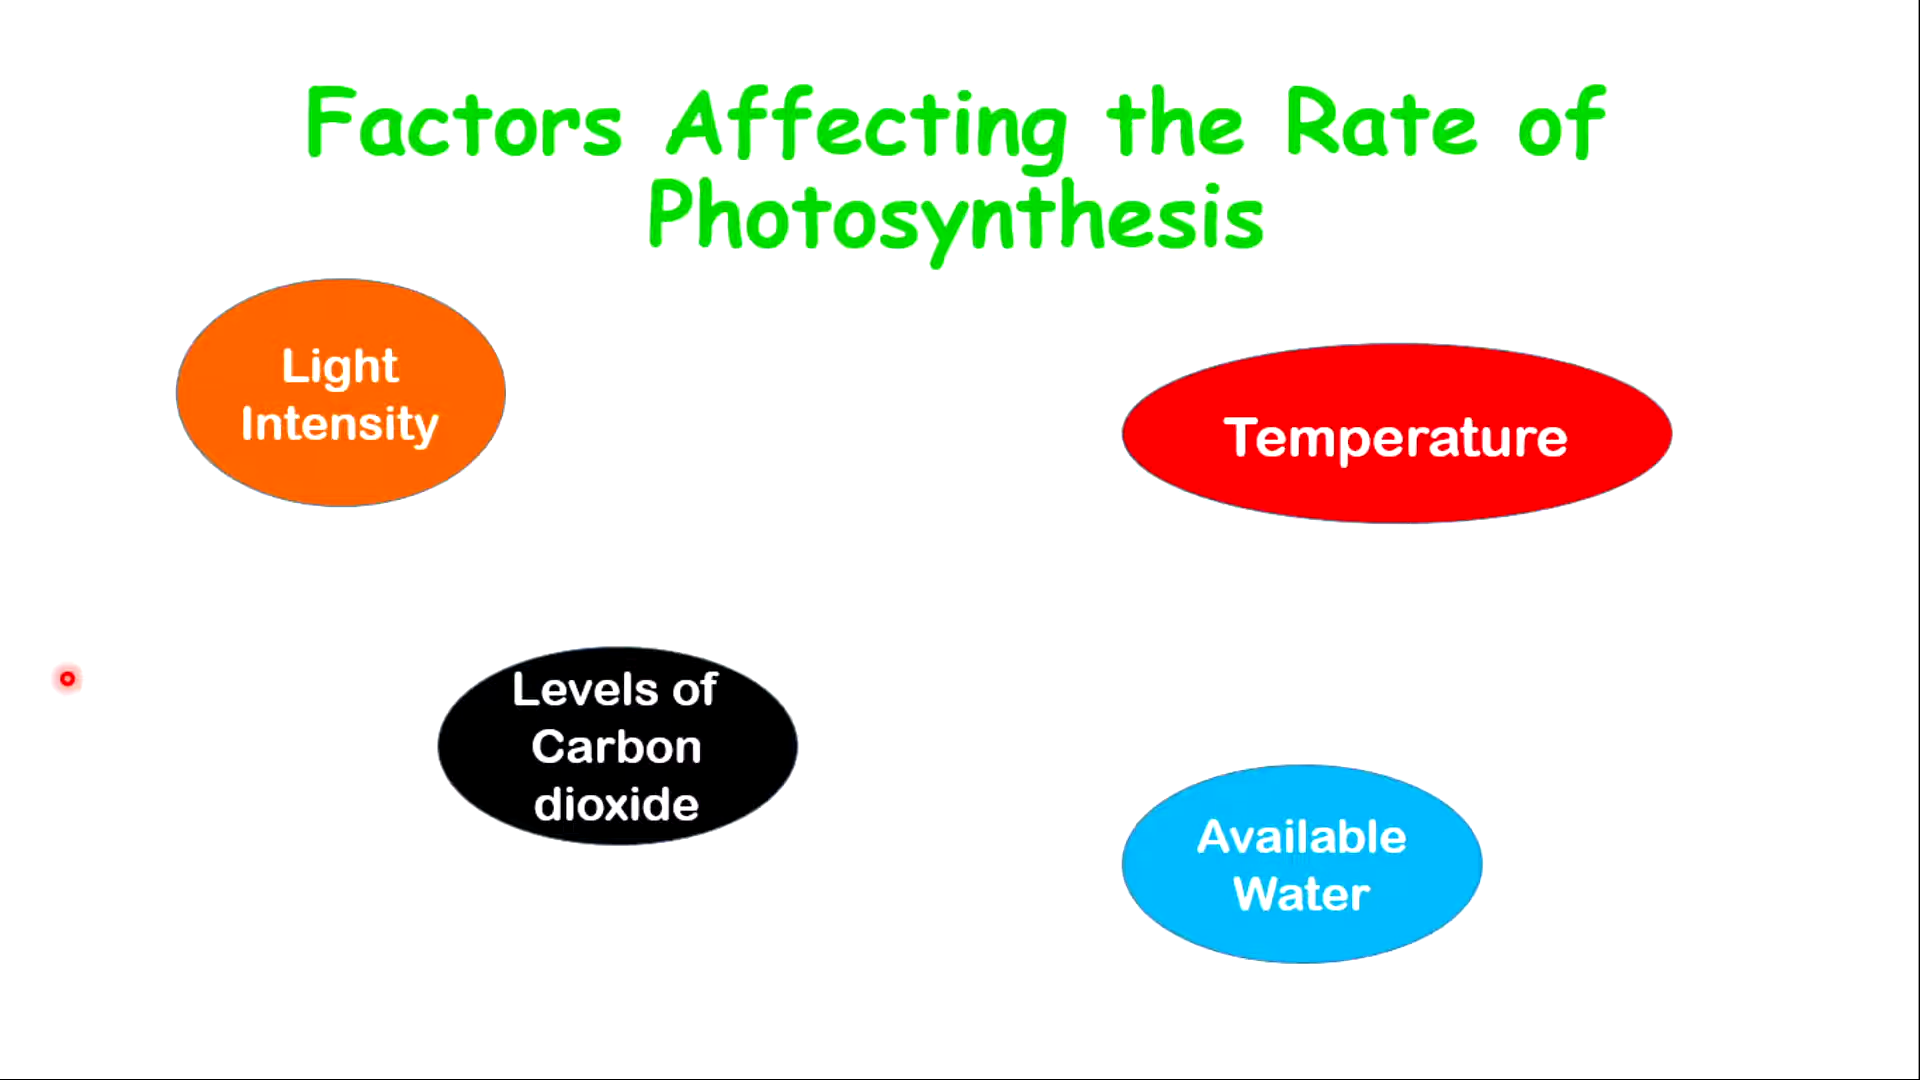 Factors Affecting the Rate of
Photosynthesis
Light
Intensity
Temperature
Levels of
Carbon
dioxide
Available
Water